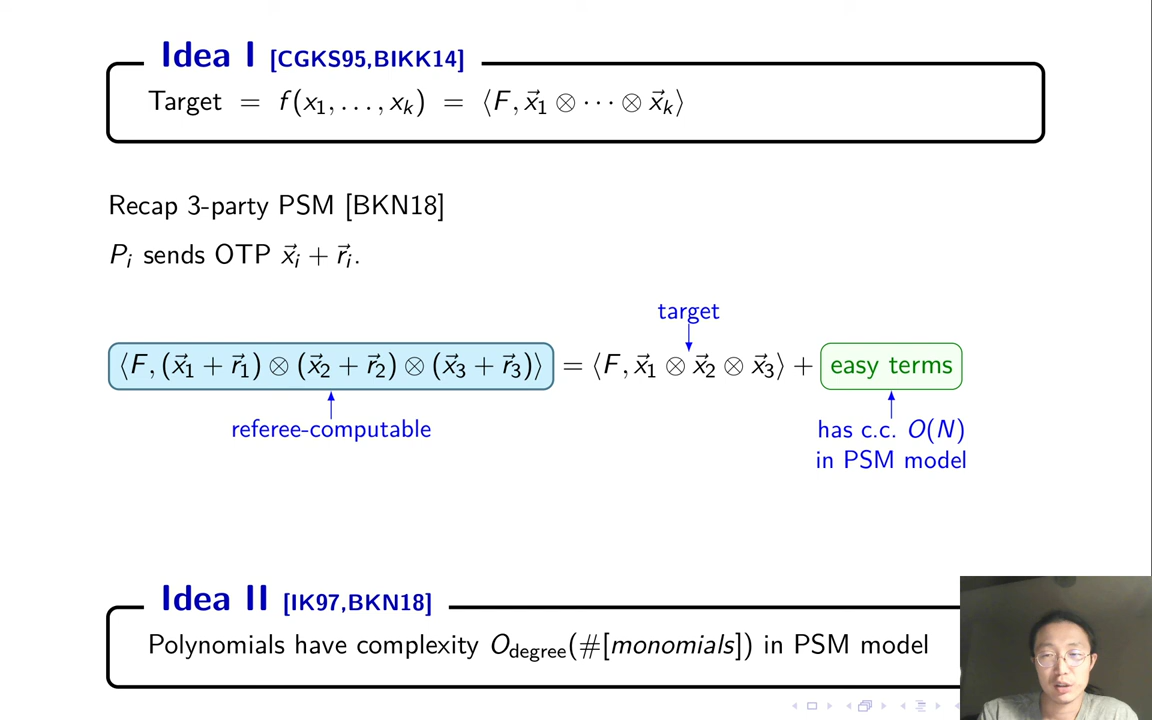 Idea I [CGKS95,BIKK14]
Target = f(x₁, . . . , xₖ) = ⟨F, x⃗₁ ⊗ · · · ⊗ x⃗ₖ⟩
Recap 3-party PSM [BKN18]
Pᵢ sends OTP x⃗ᵢ + r⃗ᵢ.
target
⟨F, (x⃗₁ + r⃗₁) ⊗ (x⃗₂ + r⃗₂) ⊗ (x⃗₃ + r⃗₃)⟩ = ⟨F, x⃗₁ ⊗ x⃗₂ ⊗ x⃗₃⟩ + easy terms
referee-computable
has c.c. O(N)
in PSM model
Idea II [IK97,BKN18]
Polynomials have complexity O_degree(#[monomials]) in PSM model